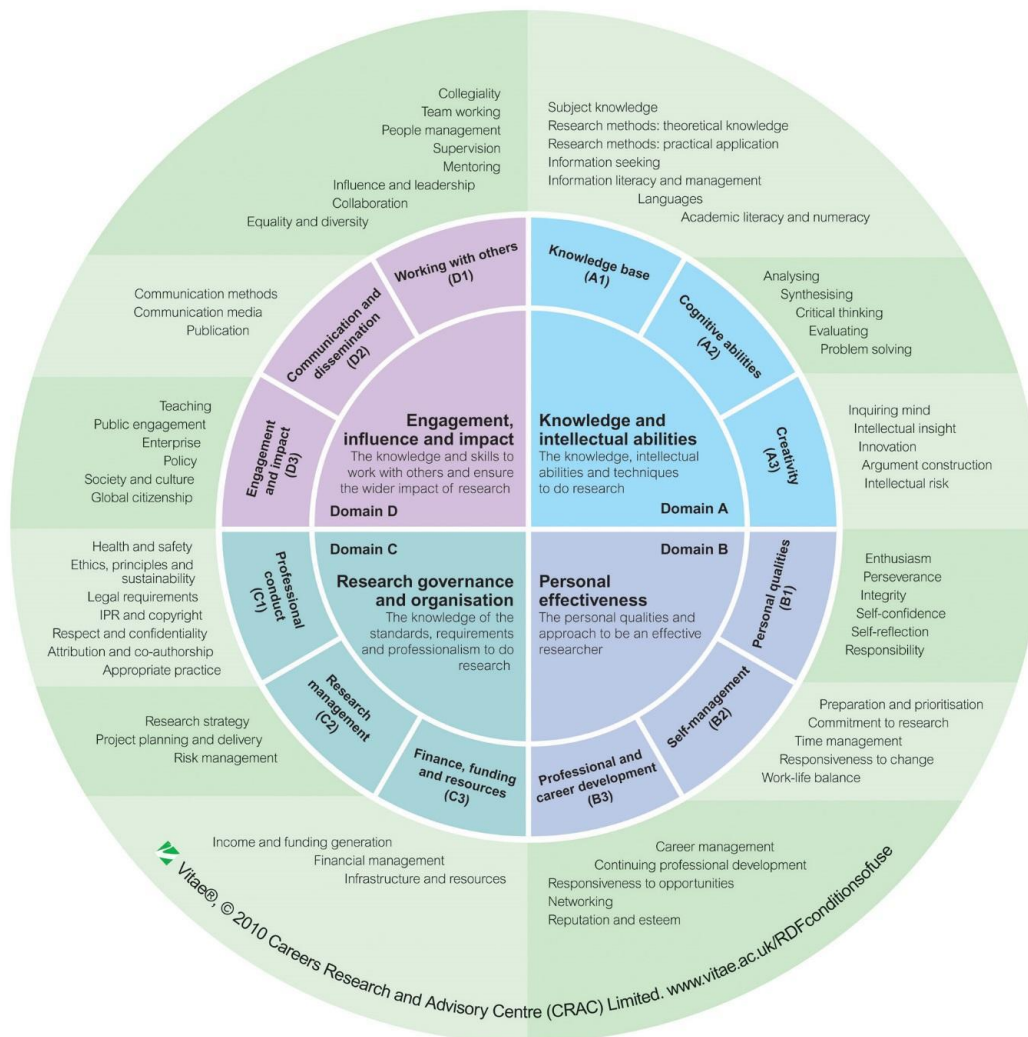 Collegiality
Team working
People management
Supervision
Mentoring
Influence and leadership
Collaboration
Equality and diversity
Subject knowledge
Research methods: theoretical knowledge
Research methods: practical application
Information seeking
Information literacy and management
Languages
Academic literacy and numeracy
Working with others
(D1)
Knowledge base
(A1)
Communication methods
Communication media
Publication
Communication and
dissemination
(D2)
Cognitive abilities
(A2)
Analysing
Synthesising
Critical thinking
Evaluating
Problem solving
Teaching
Public engagement
Enterprise
Policy
Society and culture
Global citizenship
Engagement
and impact
(D3)
Engagement,
influence and impact
The knowledge and skills to
work with others and ensure
the wider impact of research
Domain D
Knowledge and
intellectual abilities
The knowledge, intellectual
abilities and techniques
to do research
Domain A
Creativity
(A3)
Inquiring mind
Intellectual insight
Innovation
Argument construction
Intellectual risk
Health and safety
Ethics, principles and
sustainability
Legal requirements
IPR and copyright
Respect and confidentiality
Attribution and co-authorship
Appropriate practice
Professional
conduct
(C1)
Domain C
Research governance
and organisation
The knowledge of the
standards, requirements
and professionalism to do
research
Domain B
Personal
effectiveness
The personal qualities and
approach to be an effective
researcher
Personal qualities
(B1)
Enthusiasm
Perseverance
Integrity
Self-confidence
Self-reflection
Responsibility
Research strategy
Project planning and delivery
Risk management
Research
management
(C2)
Self-management
(B2)
Preparation and prioritisation
Commitment to research
Time management
Responsiveness to change
Work-life balance
Finance, funding
and resources
(C3)
Professional and
career development
(B3)
Income and funding generation
Financial management
Infrastructure and resources
Career management
Continuing professional development
Responsiveness to opportunities
Networking
Reputation and esteem
Vitae®, © 2010 Careers Research and Advisory Centre (CRAC) Limited. www.vitae.ac.uk/RDFconditionsofuse